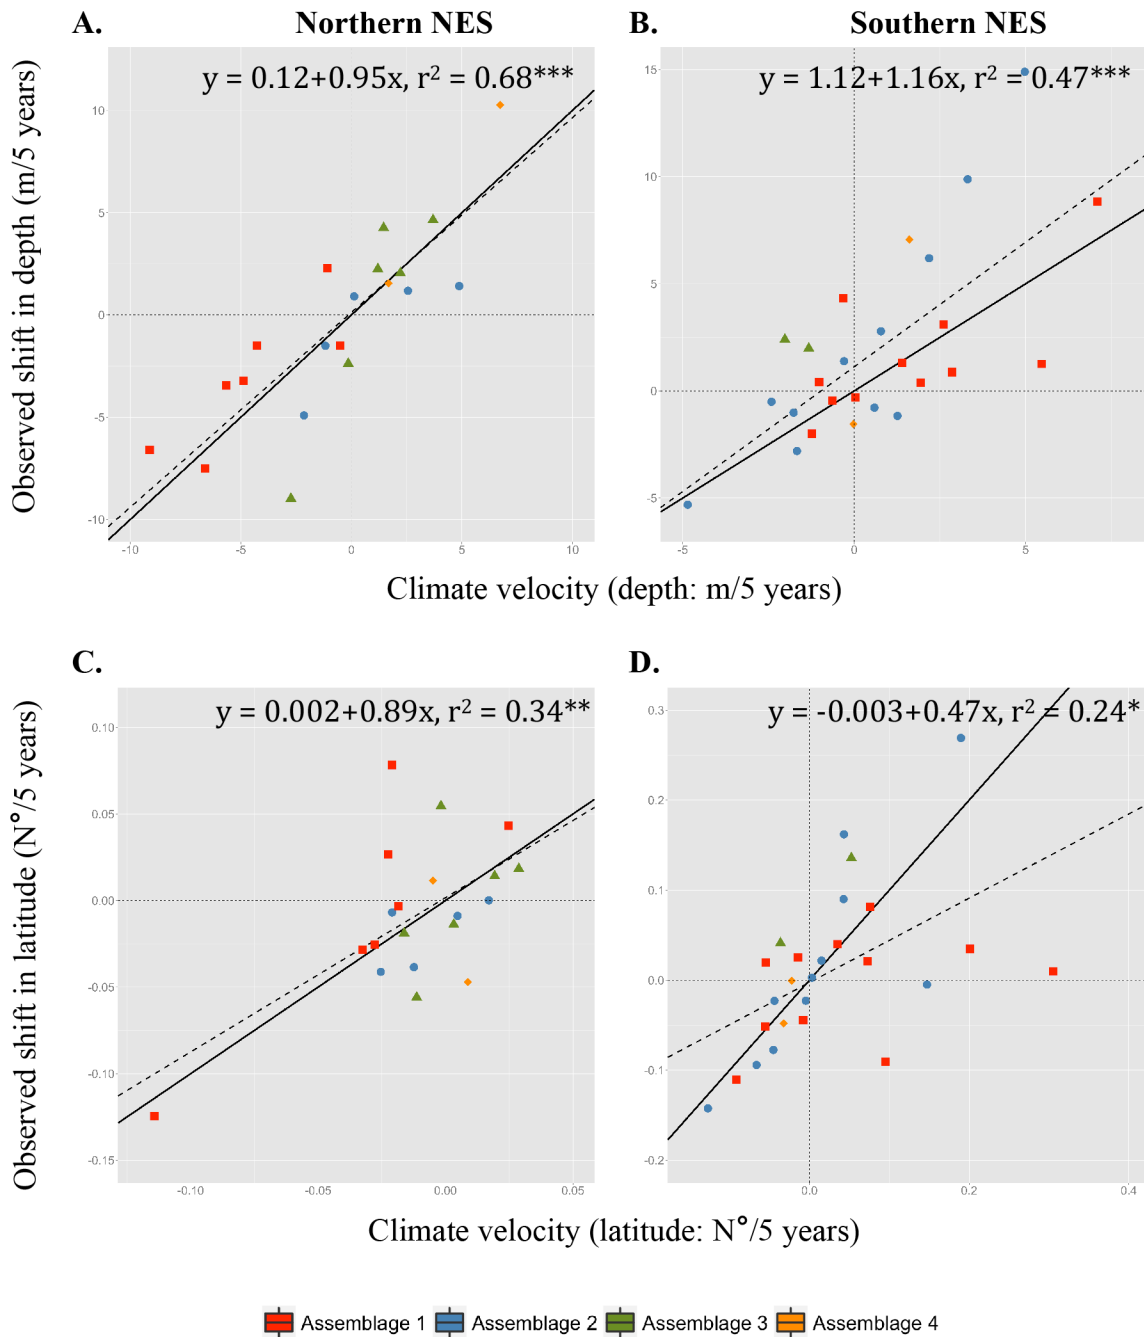 A. Northern NES
B. Southern NES
y = 0.12+0.95x, r² = 0.68***
y = 1.12+1.16x, r² = 0.47***
Observed shift in depth (m/5 years)
10
5
0
-5
-10
-10 -5 0 5 10
15
10
5
0
-5
-5 0 5
Climate velocity (depth: m/5 years)
C.
D.
y = 0.002+0.89x, r² = 0.34**
y = -0.003+0.47x, r² = 0.24*
Observed shift in latitude (N°/5 years)
0.10
0.05
0.00
-0.05
-0.10
-0.15
-0.10 -0.05 0.00 0.05
0.3
0.2
0.1
0.0
-0.1
-0.2
0.0 0.2 0.4
Climate velocity (latitude: N°/5 years)
Assemblage 1 Assemblage 2 Assemblage 3 Assemblage 4